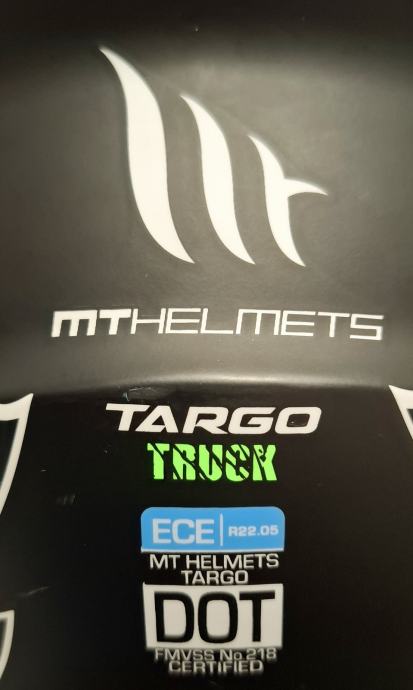 MTHELMETS
TARGO
TRUCK
ECE R22.05
MT HELMETS
TARGO
DOT
FMVSS No 218
CERTIFIED